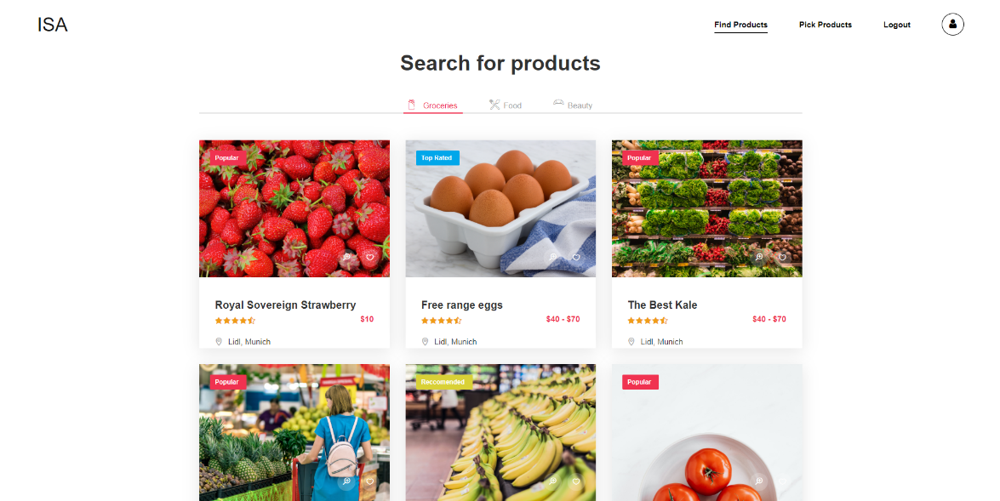 ISA
Find Products
Pick Products
Logout
Search for products
Groceries
Food
Beauty
Popular
Top Rated
Popular
Royal Sovereign Strawberry
$10
Lidl, Munich
Free range eggs
$40 - $70
Lidl, Munich
The Best Kale
$40 - $70
Lidl, Munich
Popular
Reccomended
Popular